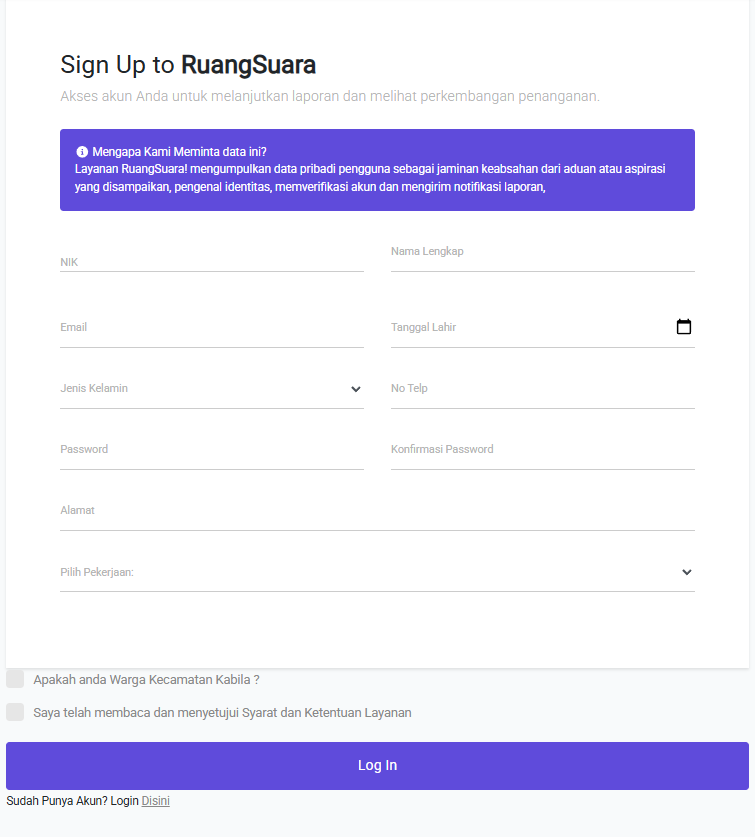 Sign Up to RuangSuara
Akses akun Anda untuk melanjutkan laporan dan melihat perkembangan penanganan.
Mengapa Kami Meminta data ini?
Layanan RuangSuara! mengumpulkan data pribadi pengguna sebagai jaminan keabsahan dari aduan atau aspirasi
yang disampaikan, pengenal identitas, memverifikasi akun dan mengirim notifikasi laporan,
NIK
Nama Lengkap
Email
Tanggal Lahir
Jenis Kelamin
No Telp
Password
Konfirmasi Password
Alamat
Pilih Pekerjaan:
Apakah anda Warga Kecamatan Kabila ?
Saya telah membaca dan menyetujui Syarat dan Ketentuan Layanan
Log In
Sudah Punya Akun? Login Disini